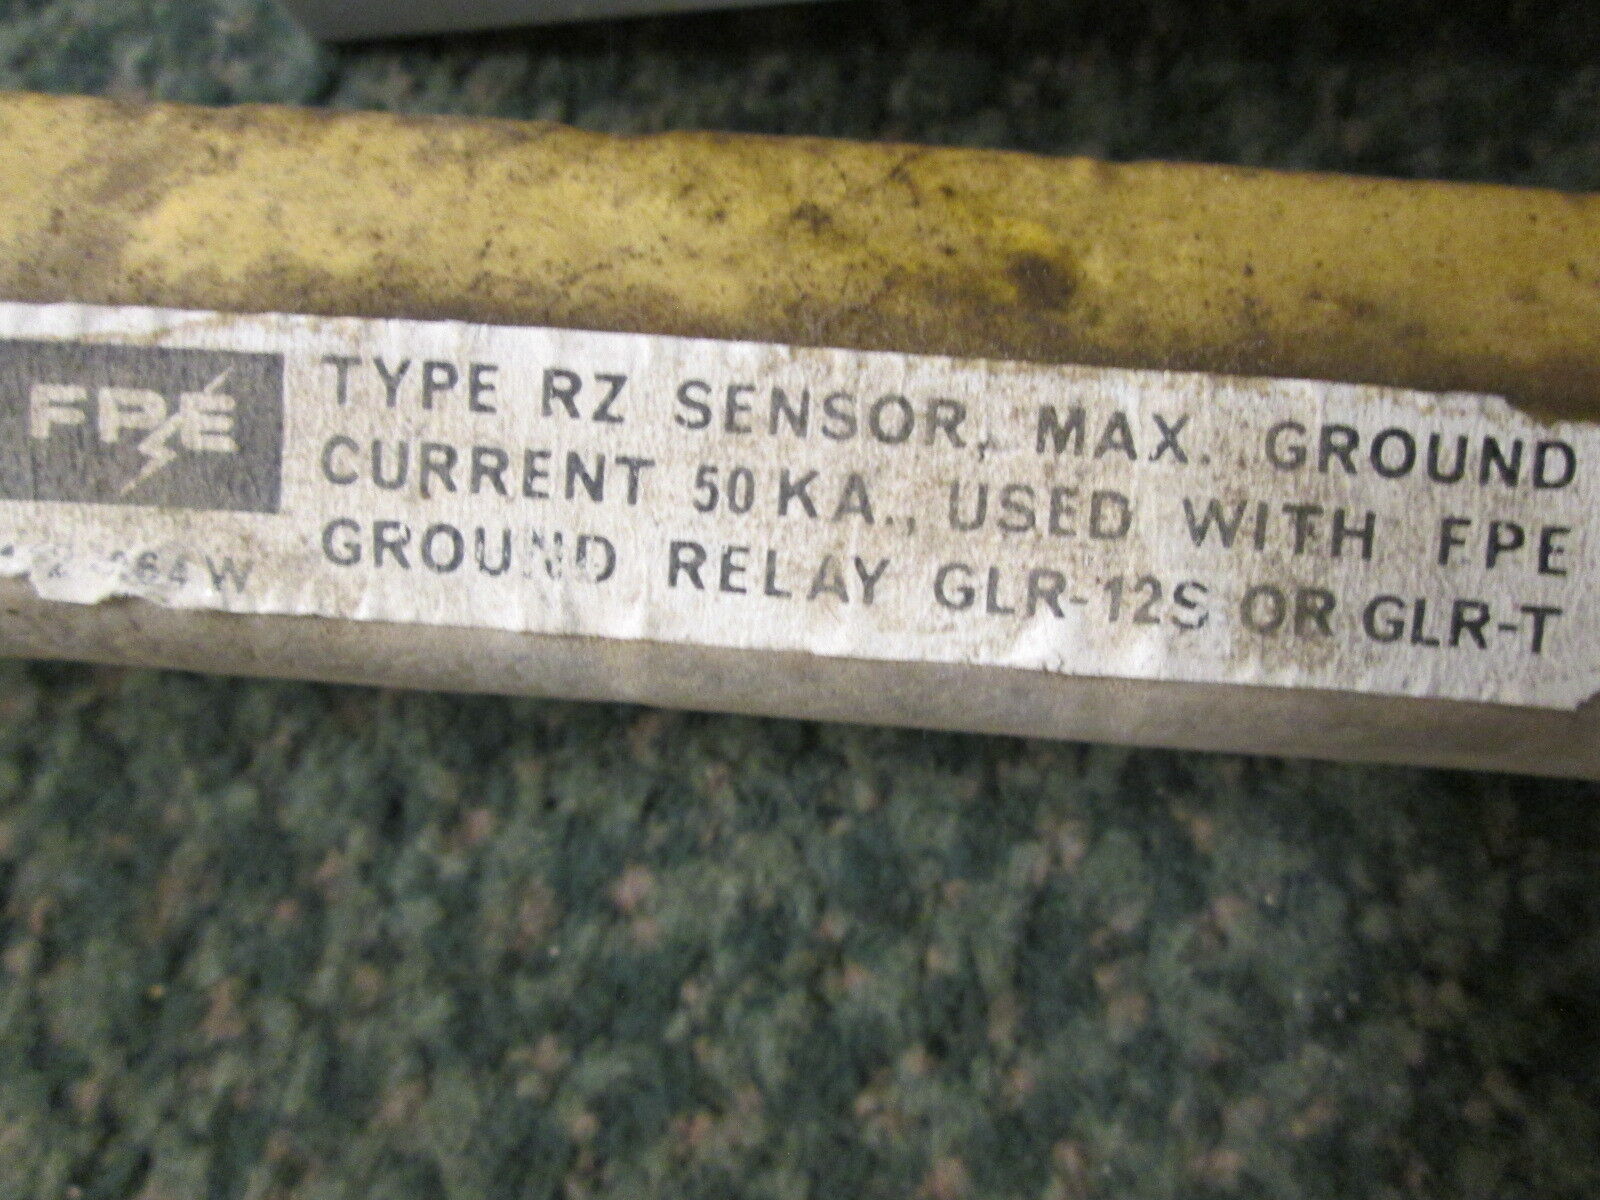 FPE
TYPE RZ SENSOR, MAX. GROUND
CURRENT 50 KA., USED WITH FPE
GROUND RELAY GLR-12S OR GLR-T